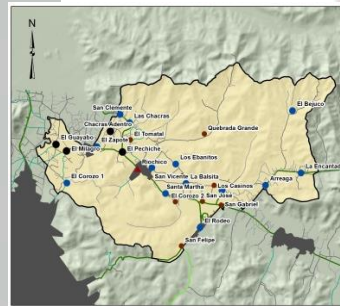 N
San Clemente
Las Chacras
Chacras Adentro
El Bejuco
El Tomatal
Quebrada Grande
El Guayabo
El Zapote
El Milagro
El Pechiche
Riochico
Los Ebanitos
La Encantada
El Corozo 1
San Vicente
La Balsita
Santa Martha
Los Casinos
Arreaga
El Corozo 2
San José
San Gabriel
El Rodeo
San Felipe